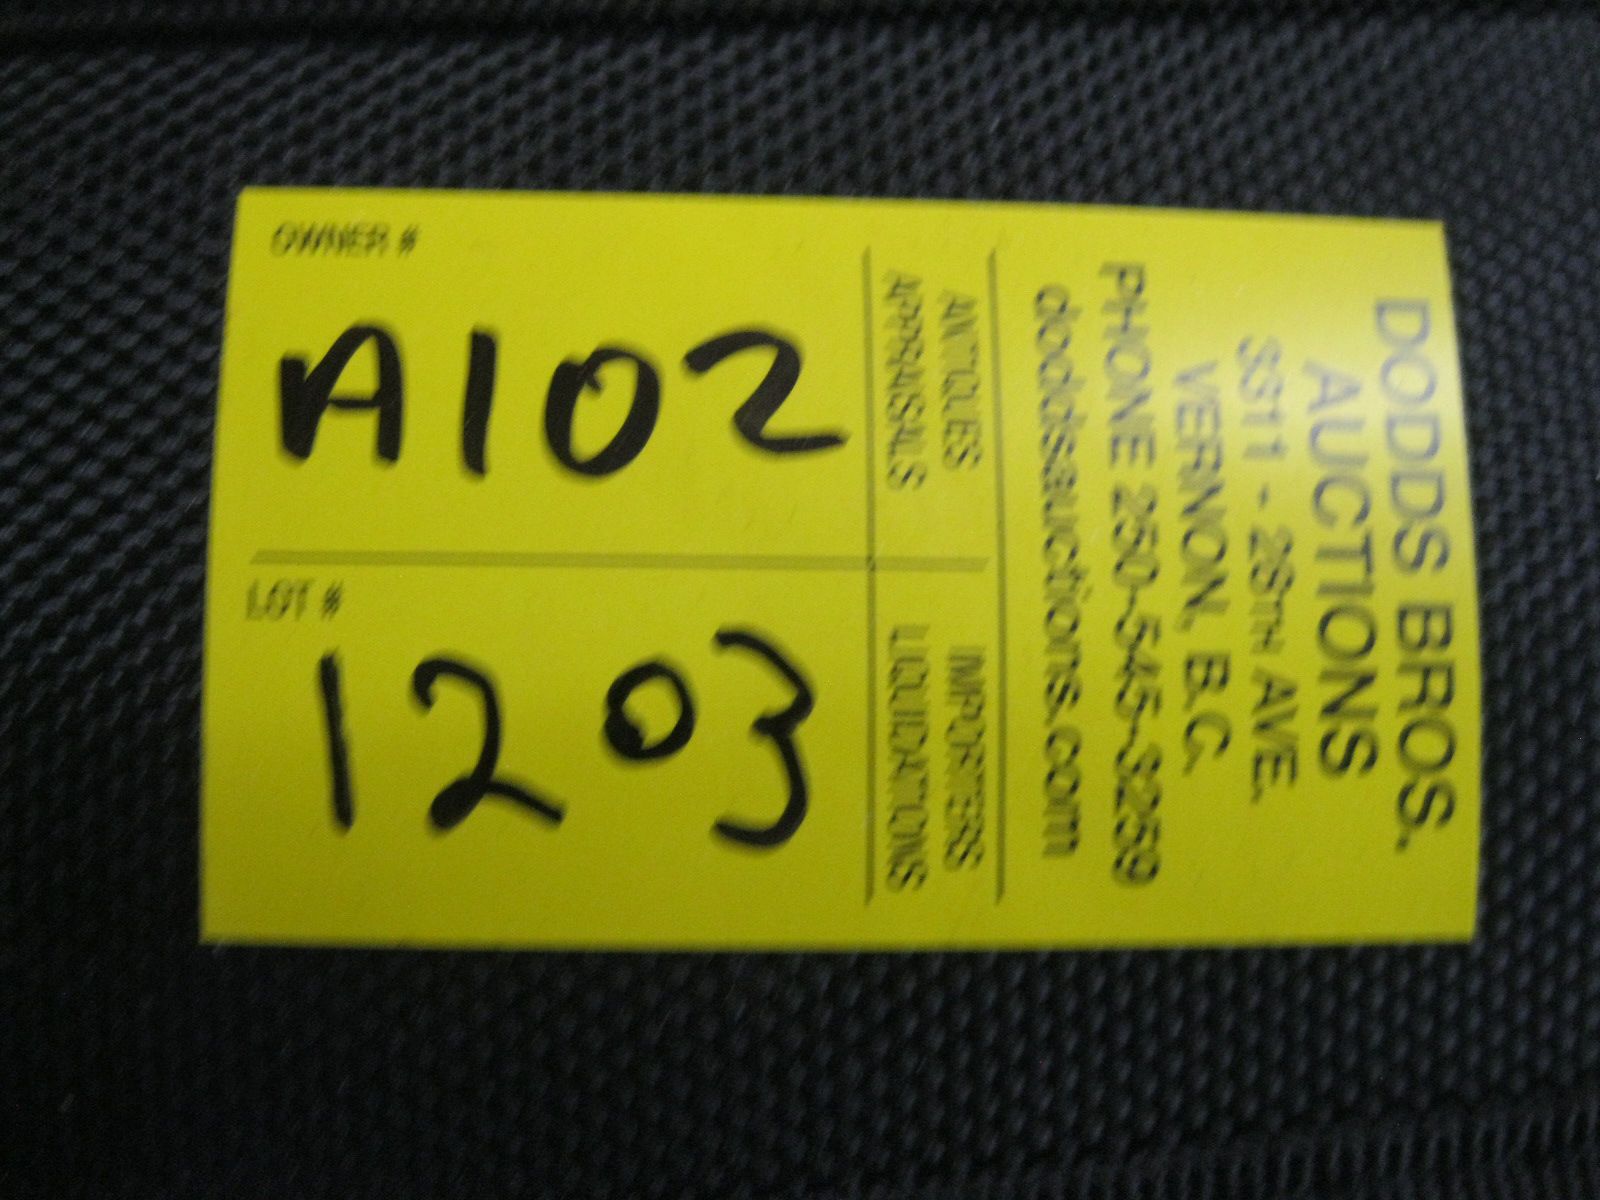 DODDS BROS.
AUCTIONS
3311 - 28TH AVE.
VERNON, B.C.
PHONE 250-545-3259
doddsauctions.com
ANTIQUES
APPRAISALS
IMPORTERS
LIQUIDATIONS
OWNER #
A102
LOT #
1203